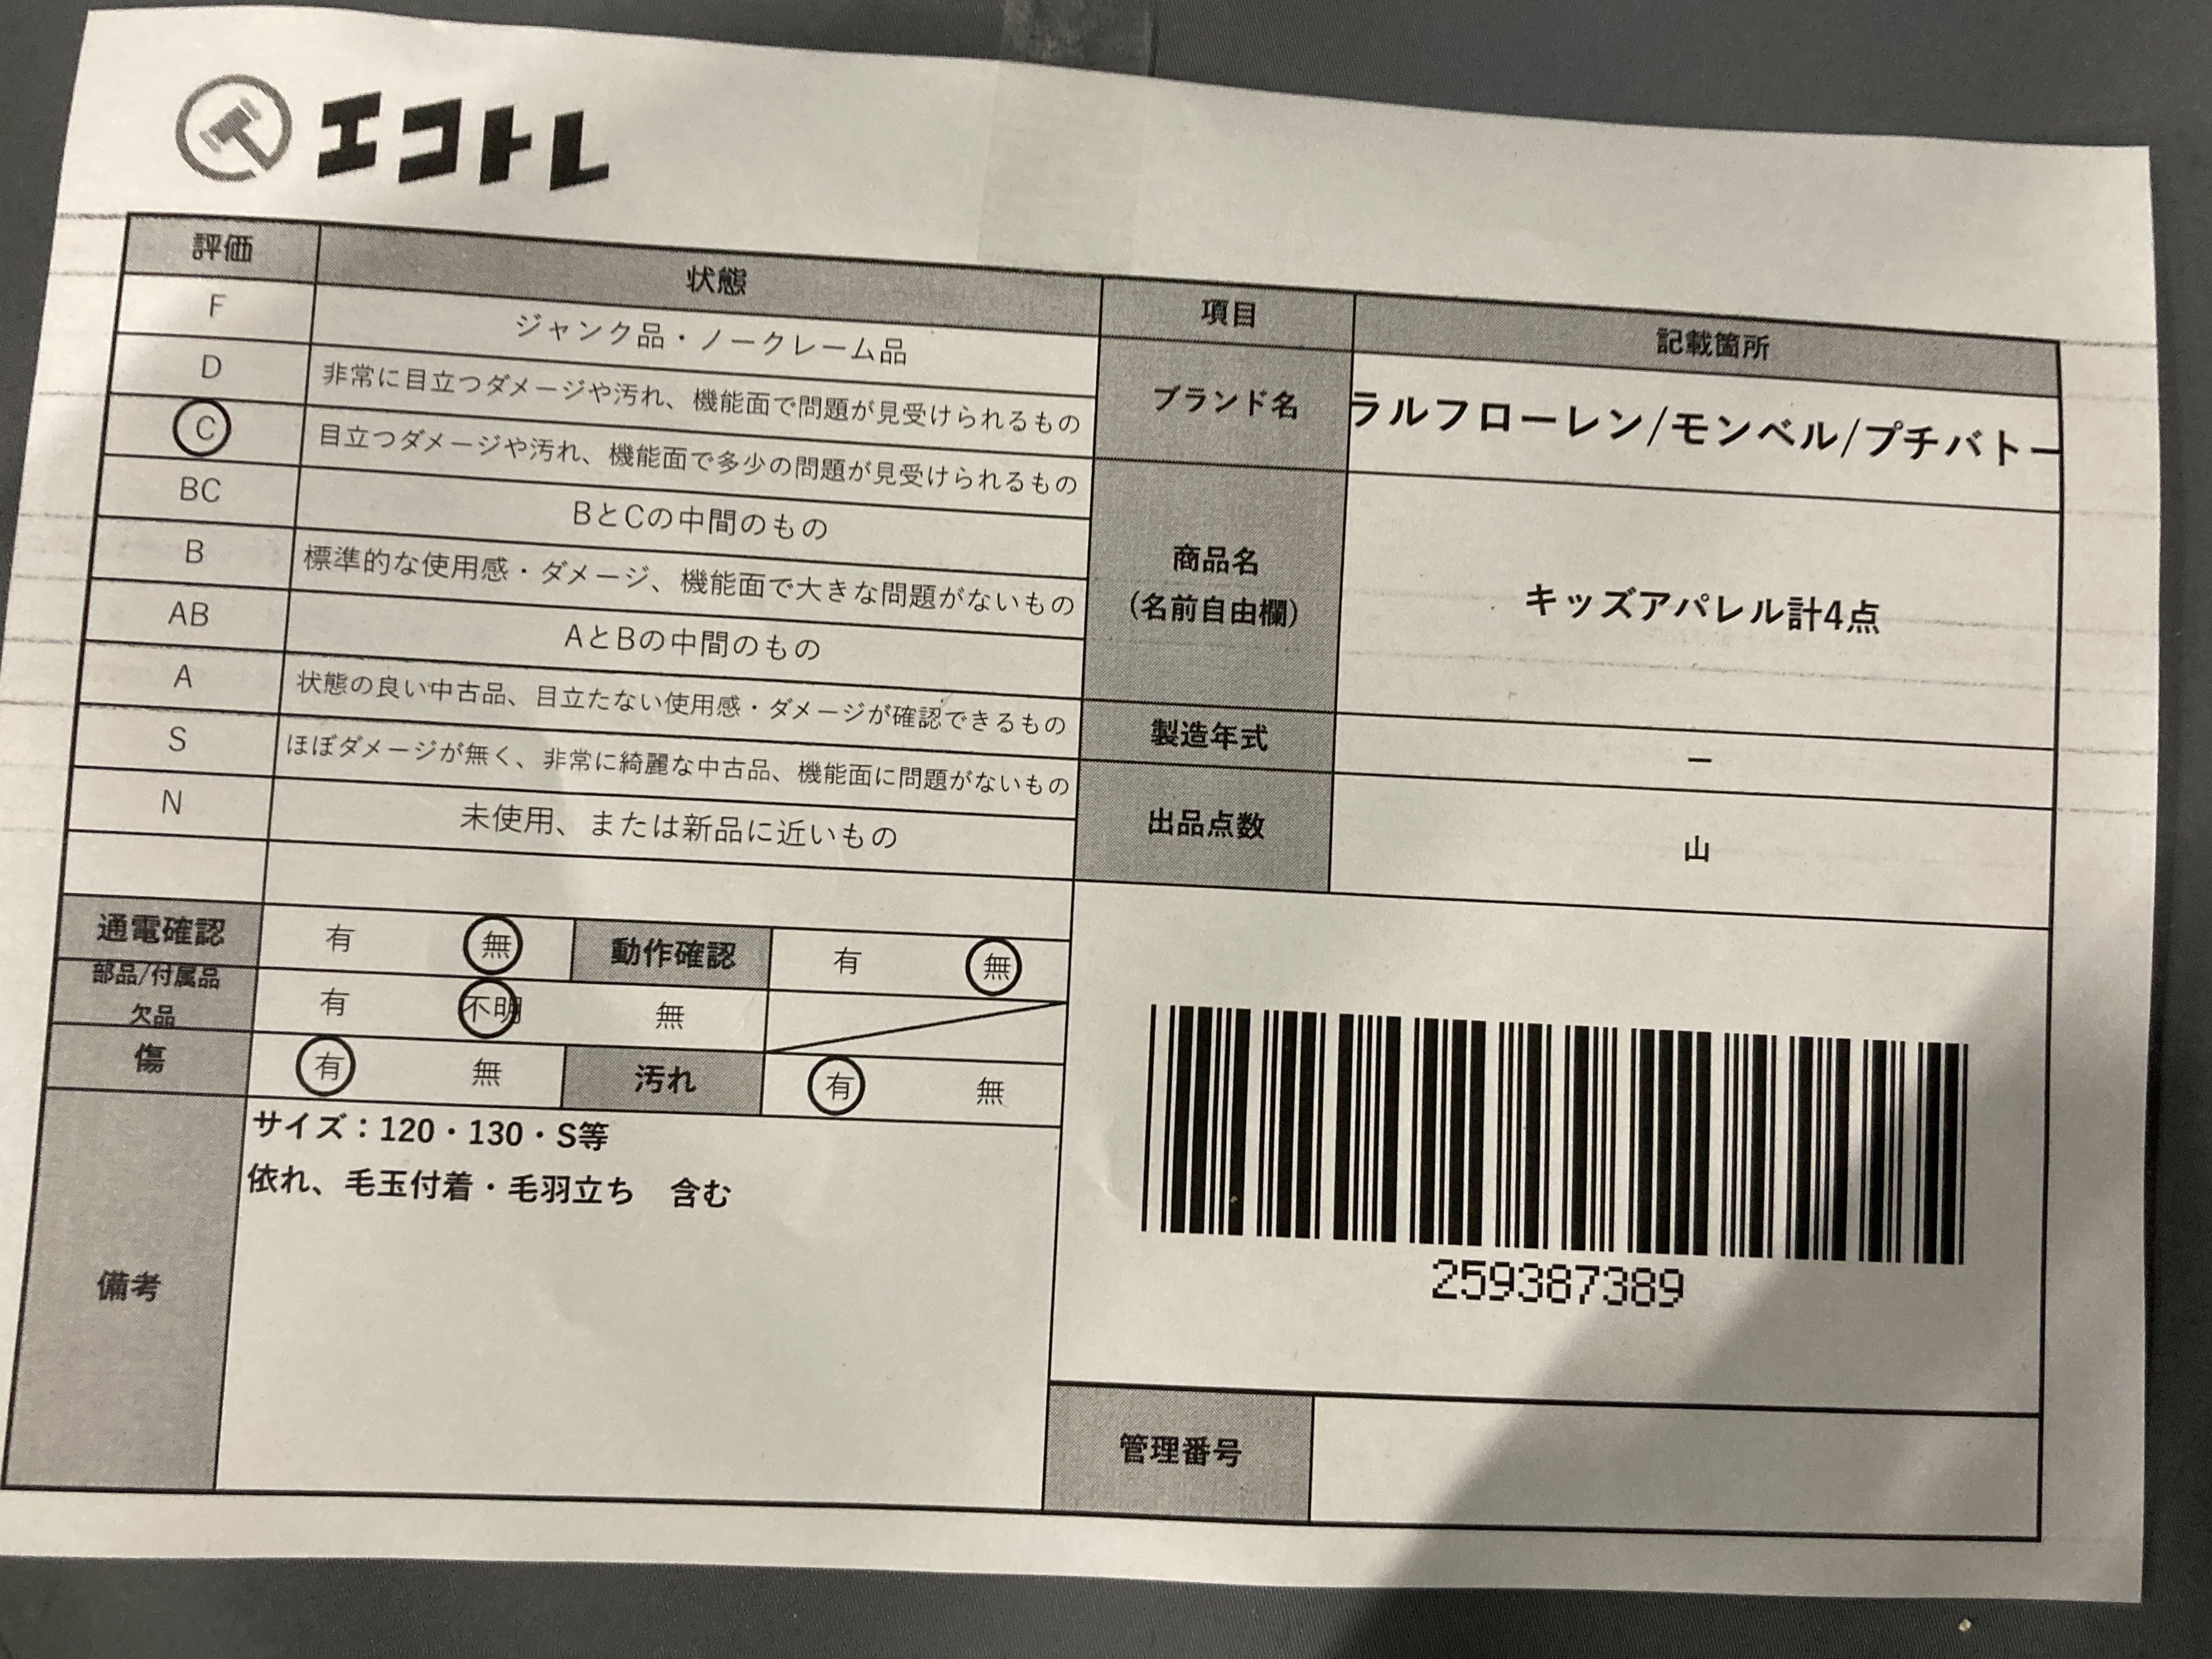 エコトレ
評価 状態
F ジャンク品・ノークレーム品
D 非常に目立つダメージや汚れ、機能面で問題が見受けられるもの
C 目立つダメージや汚れ、機能面で多少の問題が見受けられるもの
BC BとCの中間のもの
B 標準的な使用感・ダメージ、機能面で大きな問題がないもの
AB AとBの中間のもの
A 状態の良い中古品、目立たない使用感・ダメージが確認できるもの
S ほぼダメージが無く、非常に綺麗な中古品、機能面に問題がないもの
N 未使用、または新品に近いもの
通電確認 有 無 動作確認 有 無
部品/付属品
欠品 有 不明 無
傷 有 無 汚れ 有 無
備考
サイズ：120・130・S等
依れ、毛玉付着・毛羽立ち　含む
項目 記載箇所
ブランド名 ラルフローレン/モンベル/プチバトー
商品名
(名前自由欄)
キッズアパレル計4点
製造年式 ー
出品点数 山
259387389
管理番号